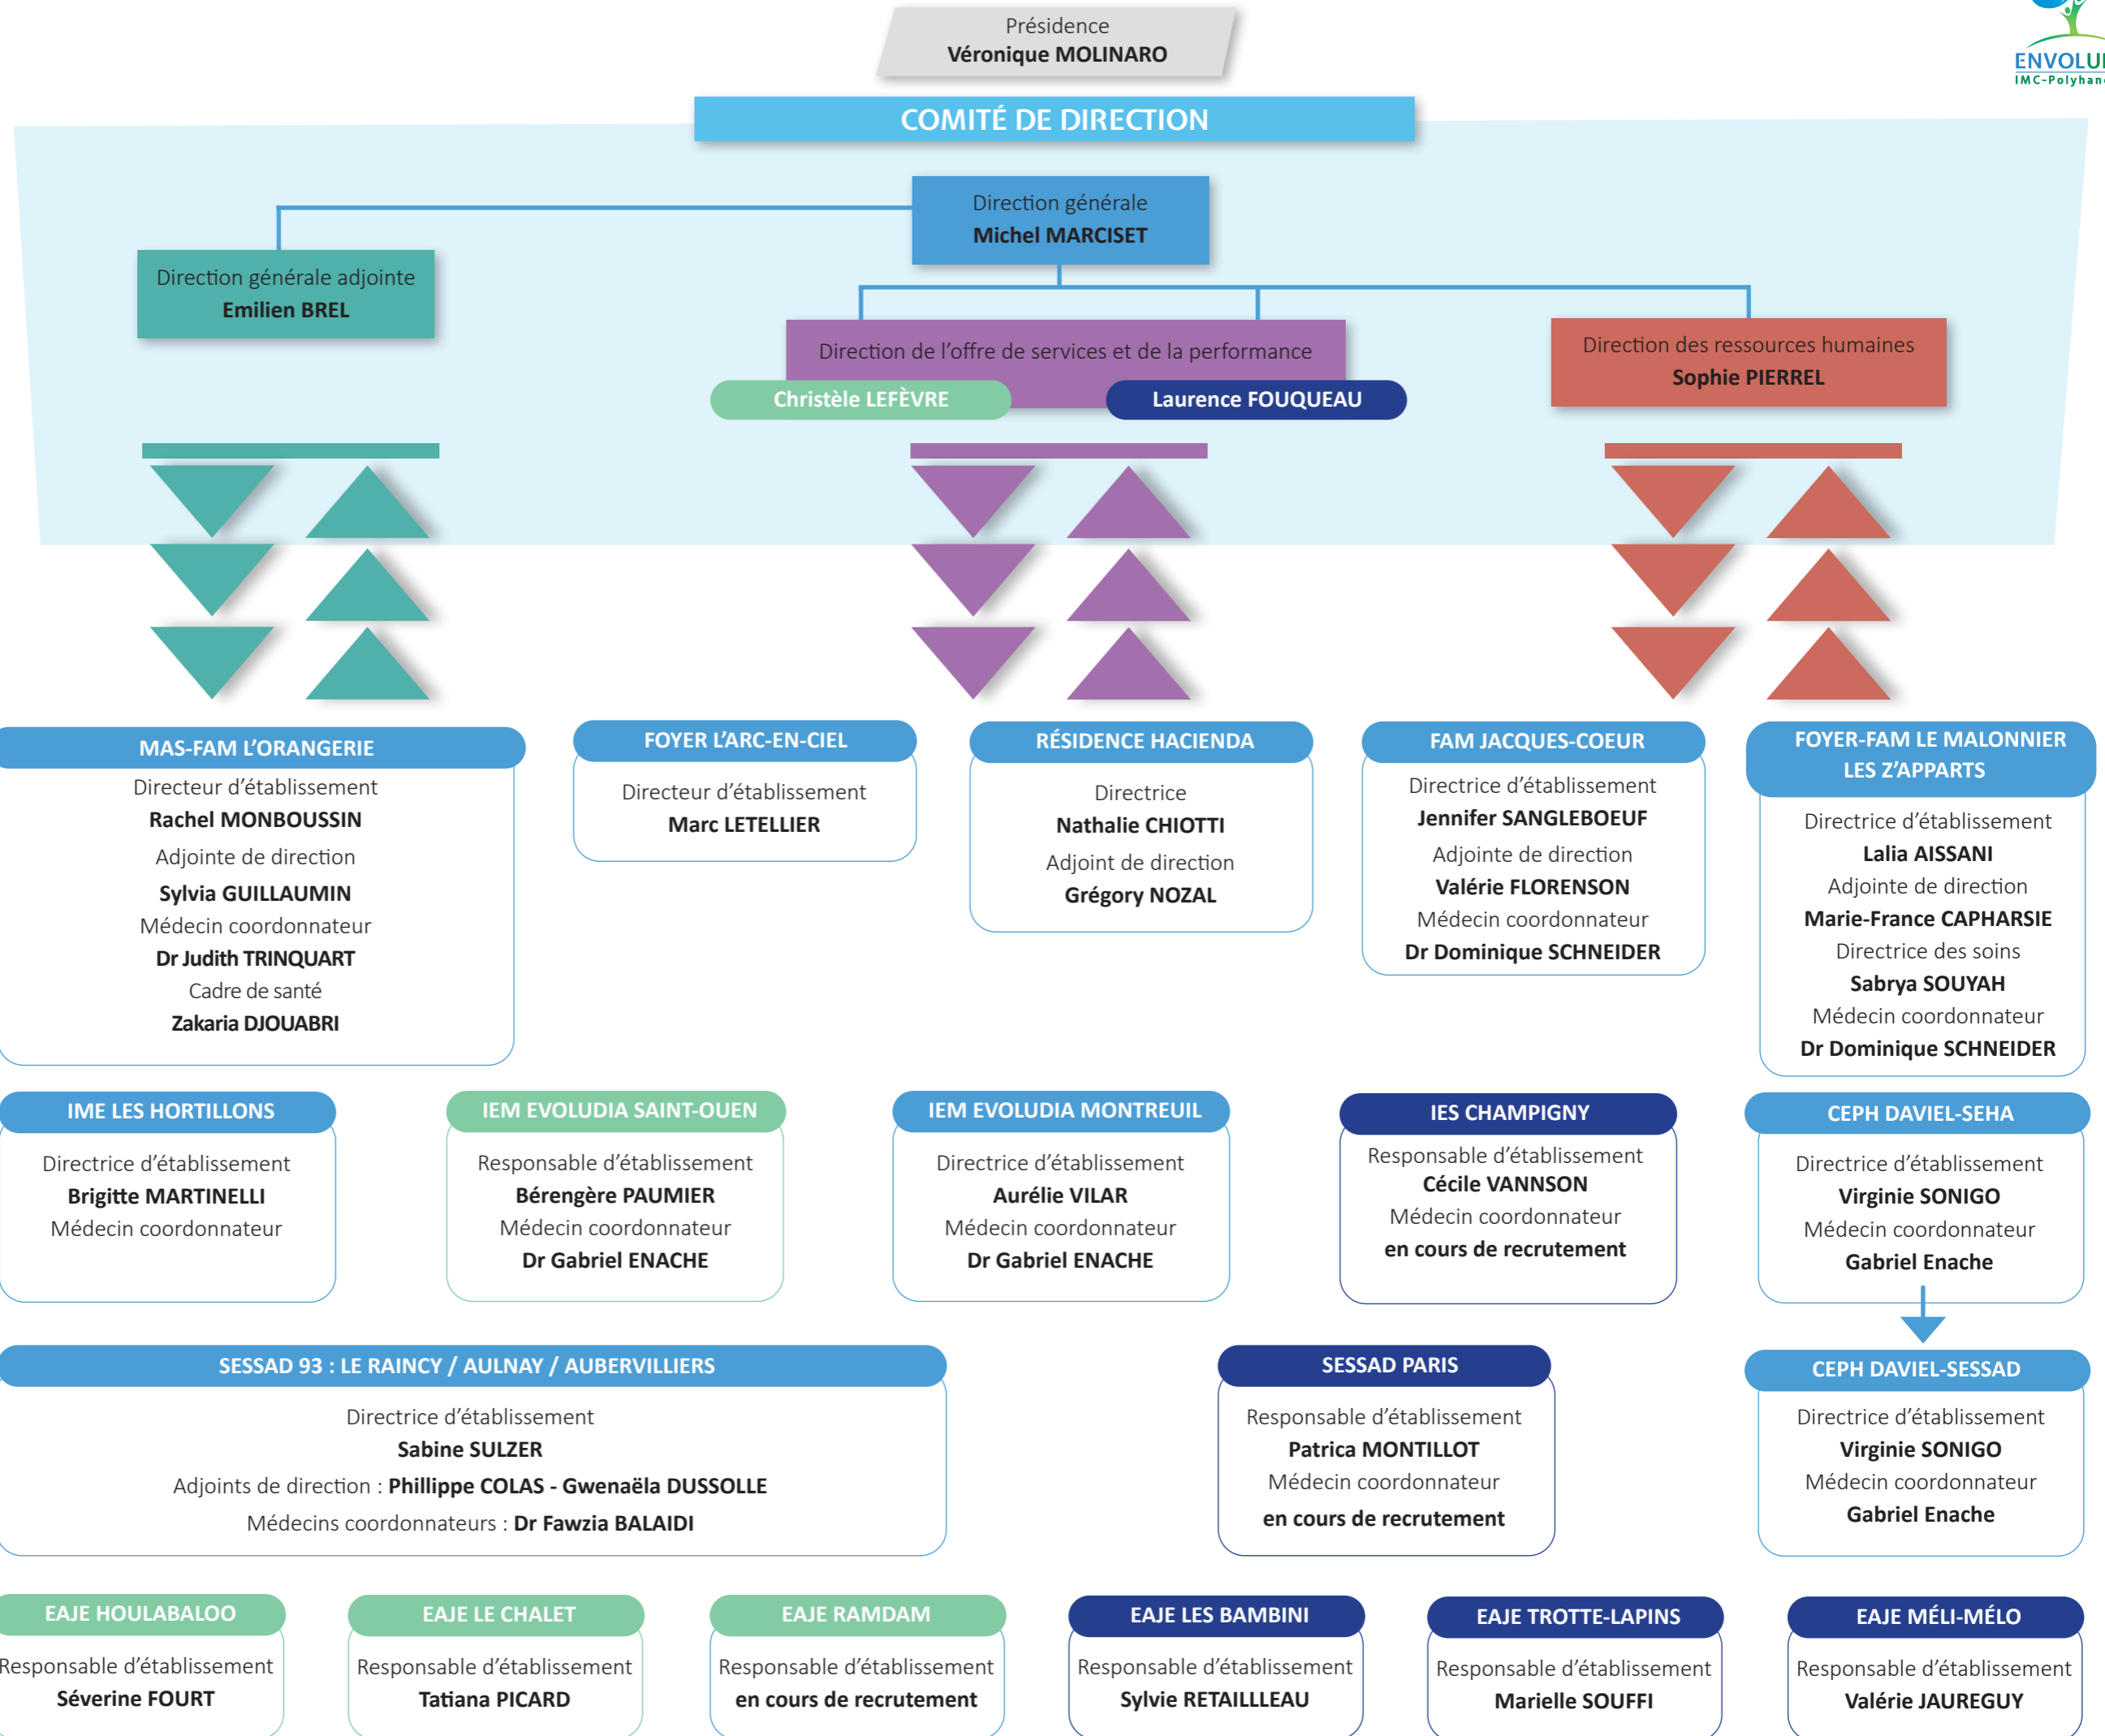 Présidence
Véronique MOLINARO
COMITÉ DE DIRECTION
Direction générale
Michel MARCISET
Direction générale adjointe
Emilien BREL
Direction de l’offre de services et de la performance
Christèle LEFÈVRE
Laurence FOUQUEAU
Direction des ressources humaines
Sophie PIERREL
MAS-FAM L’ORANGERIE
Directeur d’établissement
Rachel MONBOUSSIN
Adjointe de direction
Sylvia GUILLAUMIN
Médecin coordonnateur
Dr Judith TRINQUART
Cadre de santé
Zakaria DJOUABRI
FOYER L’ARC-EN-CIEL
Directeur d’établissement
Marc LETELLIER
RÉSIDENCE HACIENDA
Directrice
Nathalie CHIOTTI
Adjoint de direction
Grégory NOZAL
FAM JACQUES-COEUR
Directrice d’établissement
Jennifer SANGLEBOEUF
Adjointe de direction
Valérie FLORENSON
Médecin coordonnateur
Dr Dominique SCHNEIDER
FOYER-FAM LE MALONNIER
LES Z’APPARTS
Directrice d’établissement
Lalia AISSANI
Adjointe de direction
Marie-France CAPHARSIE
Directrice des soins
Sabrya SOUYAH
Médecin coordonnateur
Dr Dominique SCHNEIDER
IME LES HORTILLONS
Directrice d’établissement
Brigitte MARTINELLI
Médecin coordonnateur
IEM EVOLUDIA SAINT-OUEN
Responsable d’établissement
Bérengère PAUMIER
Médecin coordonnateur
Dr Gabriel ENACHE
IEM EVOLUDIA MONTREUIL
Directrice d’établissement
Aurélie VILAR
Médecin coordonnateur
Dr Gabriel ENACHE
IES CHAMPIGNY
Responsable d’établissement
Cécile VANNSON
Médecin coordonnateur
en cours de recrutement
CEPH DAVIEL-SEHA
Directrice d’établissement
Virginie SONIGO
Médecin coordonnateur
Gabriel Enache
SESSAD 93 : LE RAINCY / AULNAY / AUBERVILLIERS
Directrice d’établissement
Sabine SULZER
Adjoints de direction : Phillippe COLAS - Gwenaëla DUSSOLLE
Médecins coordonnateurs : Dr Fawzia BALAIDI
SESSAD PARIS
Responsable d’établissement
Patrica MONTILLOT
Médecin coordonnateur
en cours de recrutement
CEPH DAVIEL-SESSAD
Directrice d’établissement
Virginie SONIGO
Médecin coordonnateur
Gabriel Enache
EAJE HOULABALOO
Responsable d’établissement
Séverine FOURT
EAJE LE CHALET
Responsable d’établissement
Tatiana PICARD
EAJE RAMDAM
Responsable d’établissement
en cours de recrutement
EAJE LES BAMBINI
Responsable d’établissement
Sylvie RETAILLLEAU
EAJE TROTTE-LAPINS
Responsable d’établissement
Marielle SOUFFI
EAJE MÉLI-MÉLO
Responsable d’établissement
Valérie JAUREGUY